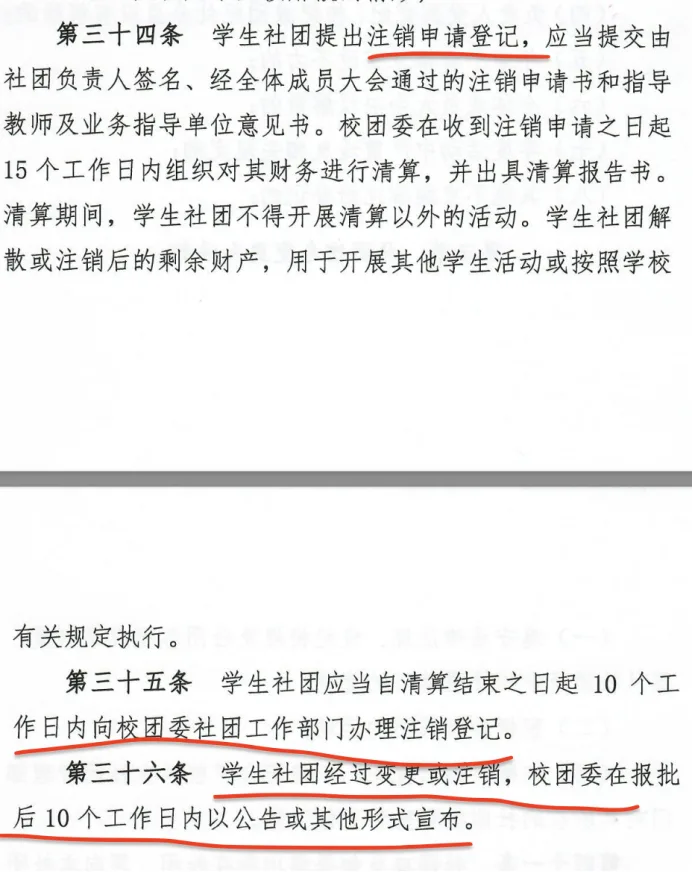 第三十四条 学生社团提出注销申请登记，应当提交由
社团负责人签名、经全体成员大会通过的注销申请书和指导
教师及业务指导单位意见书。校团委在收到注销申请之日起
15 个工作日内组织对其财务进行清算，并出具清算报告书。
清算期间，学生社团不得开展清算以外的活动。学生社团解
散或注销后的剩余财产，用于开展其他学生活动或按照学校
有关规定执行。
第三十五条 学生社团应当自清算结束之日起 10 个工
作日内向校团委社团工作部门办理注销登记。
第三十六条 学生社团经过变更或注销，校团委在报批
后 10 个工作日内以公告或其他形式宣布。